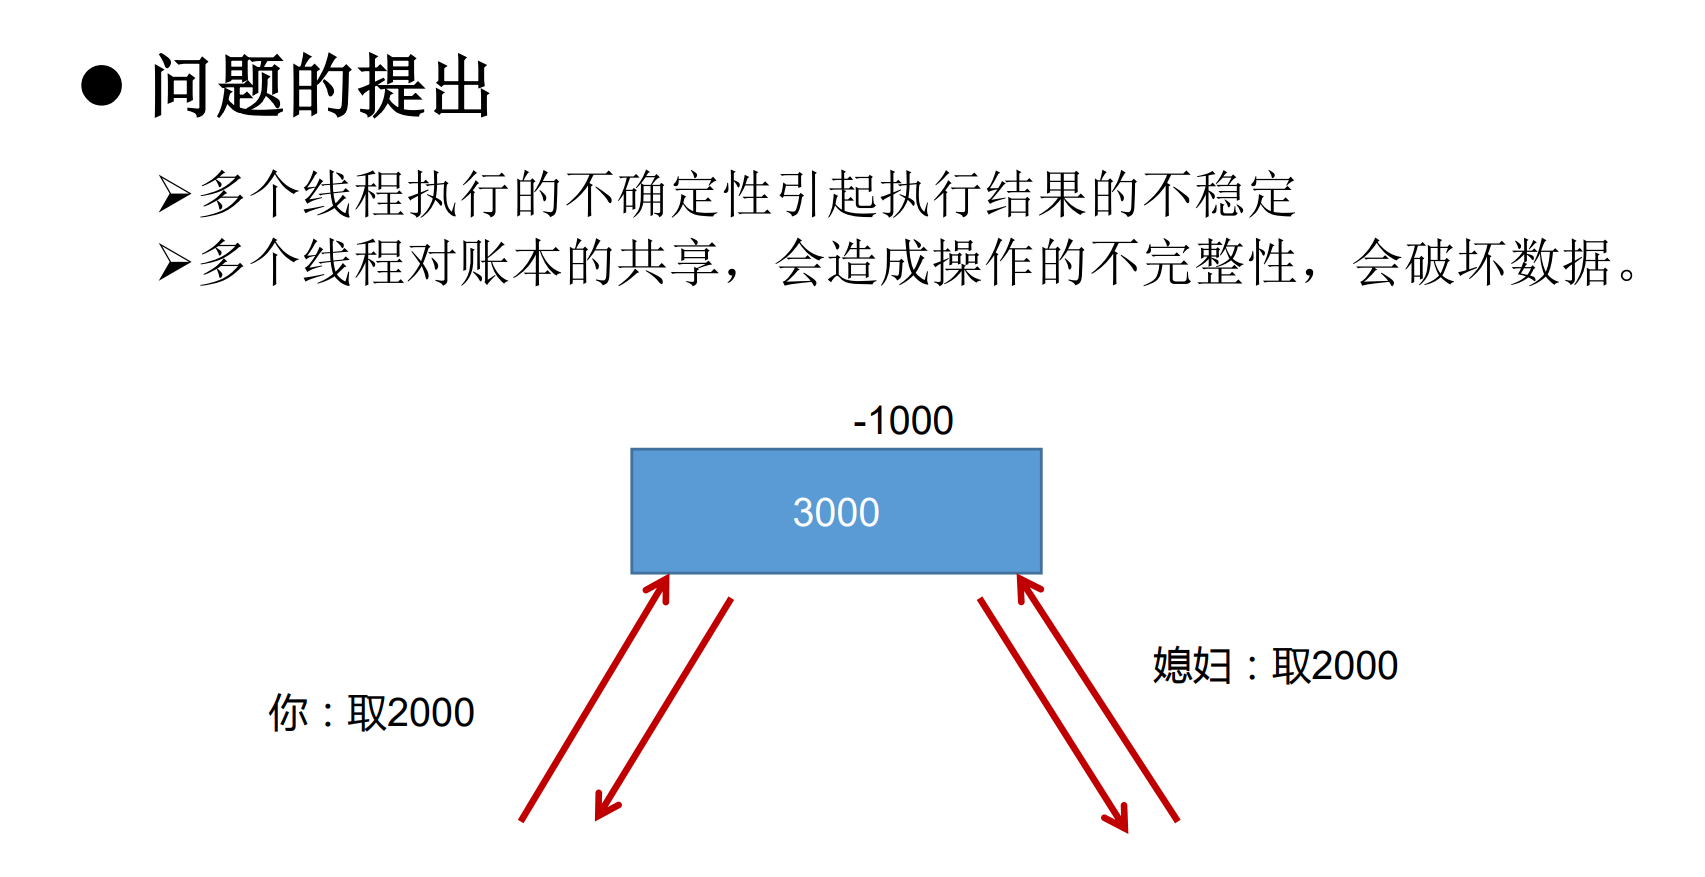 ● 问题的提出
➢多个线程执行的不确定性引起执行结果的不稳定
➢多个线程对账本的共享，会造成操作的不完整性，会破坏数据。
-1000
3000
媳妇：取2000
你：取2000